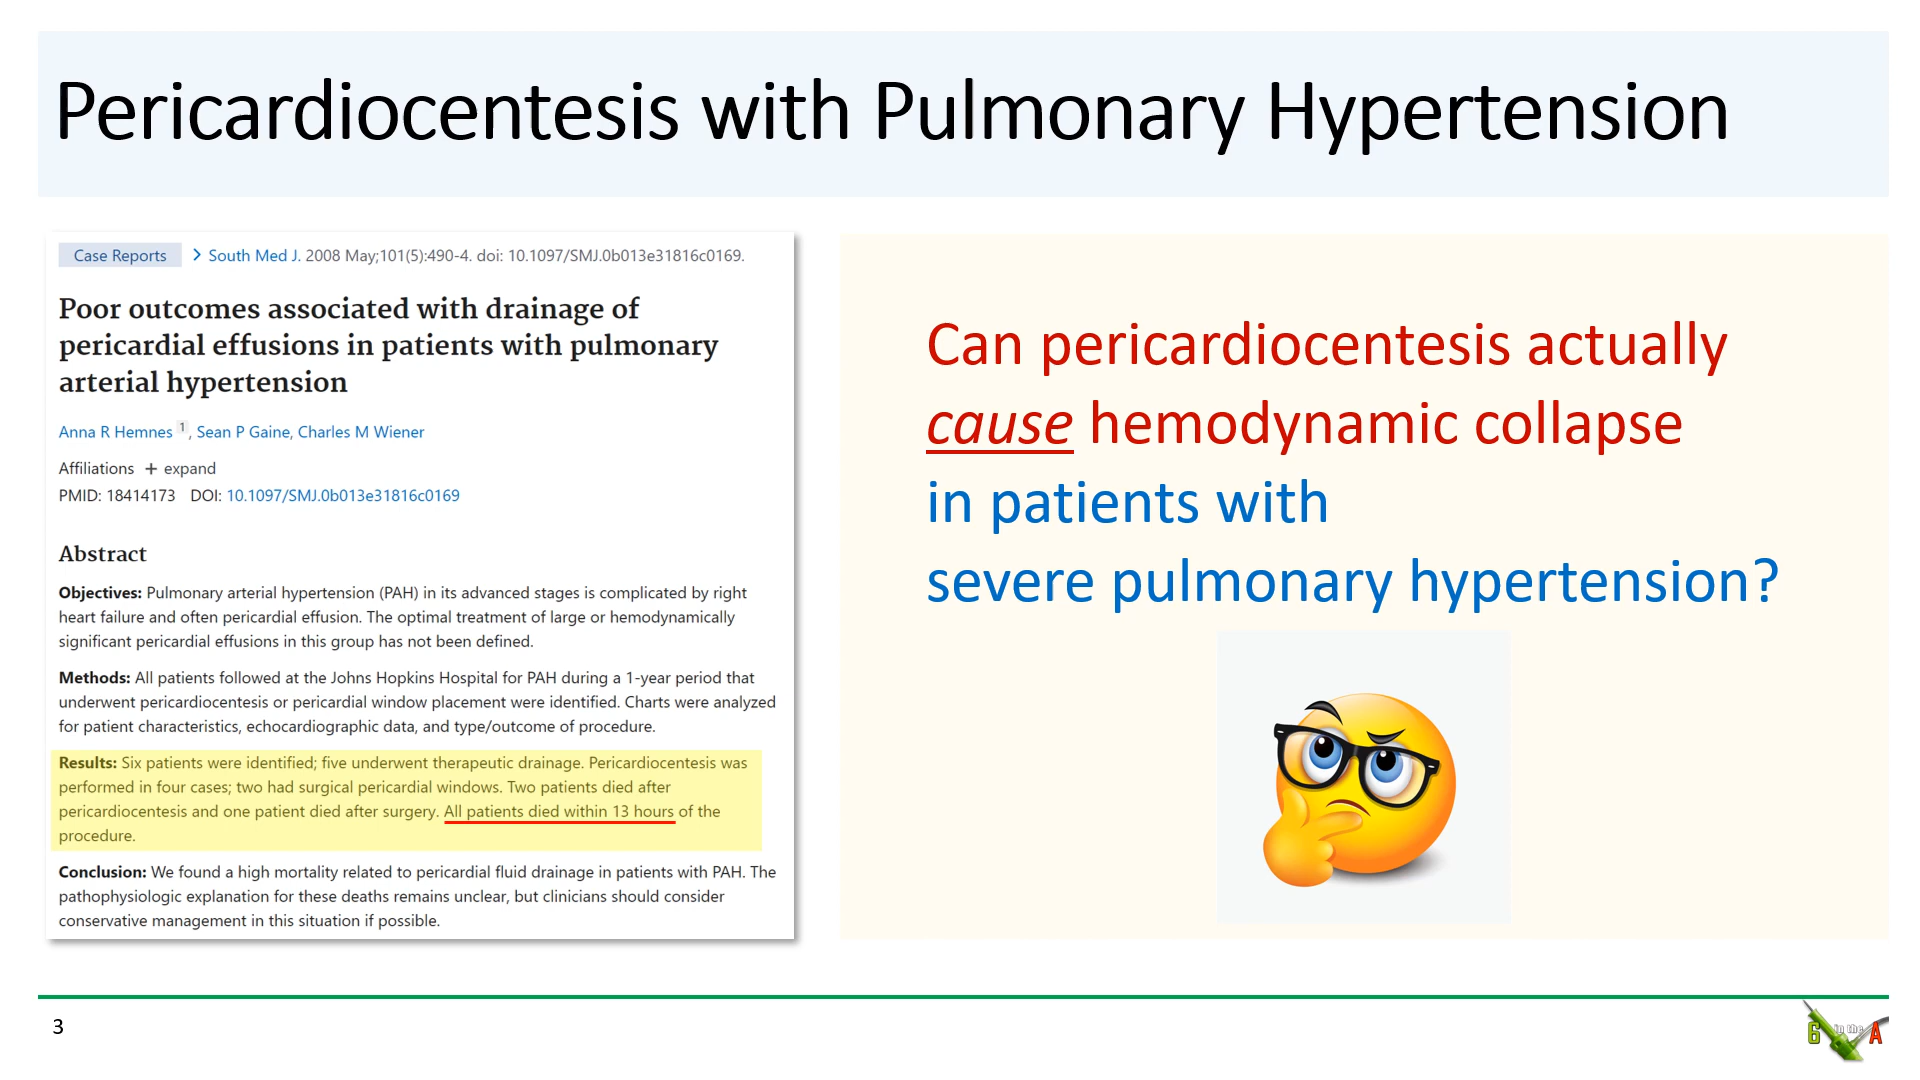 Pericardiocentesis with Pulmonary Hypertension
Case Reports > South Med J. 2008 May;101(5):490-4. doi: 10.1097/SMJ.0b013e31816c0169.
Poor outcomes associated with drainage of
pericardial effusions in patients with pulmonary
arterial hypertension
Anna R Hemnes 1, Sean P Gaine, Charles M Wiener
Affiliations + expand
PMID: 18414173 DOI: 10.1097/SMJ.0b013e31816c0169
Abstract
Objectives: Pulmonary arterial hypertension (PAH) in its advanced stages is complicated by right
heart failure and often pericardial effusion. The optimal treatment of large or hemodynamically
significant pericardial effusions in this group has not been defined.
Methods: All patients followed at the Johns Hopkins Hospital for PAH during a 1-year period that
underwent pericardiocentesis or pericardial window placement were identified. Charts were analyzed
for patient characteristics, echocardiographic data, and type/outcome of procedure.
Results: Six patients were identified; five underwent therapeutic drainage. Pericardiocentesis was
performed in four cases; two had surgical pericardial windows. Two patients died after
pericardiocentesis and one patient died after surgery. All patients died within 13 hours of the
procedure.
Conclusion: We found a high mortality related to pericardial fluid drainage in patients with PAH. The
pathophysiologic explanation for these deaths remains unclear, but clinicians should consider
conservative management in this situation if possible.
Can pericardiocentesis actually
cause hemodynamic collapse
in patients with
severe pulmonary hypertension?
3
6 in the A